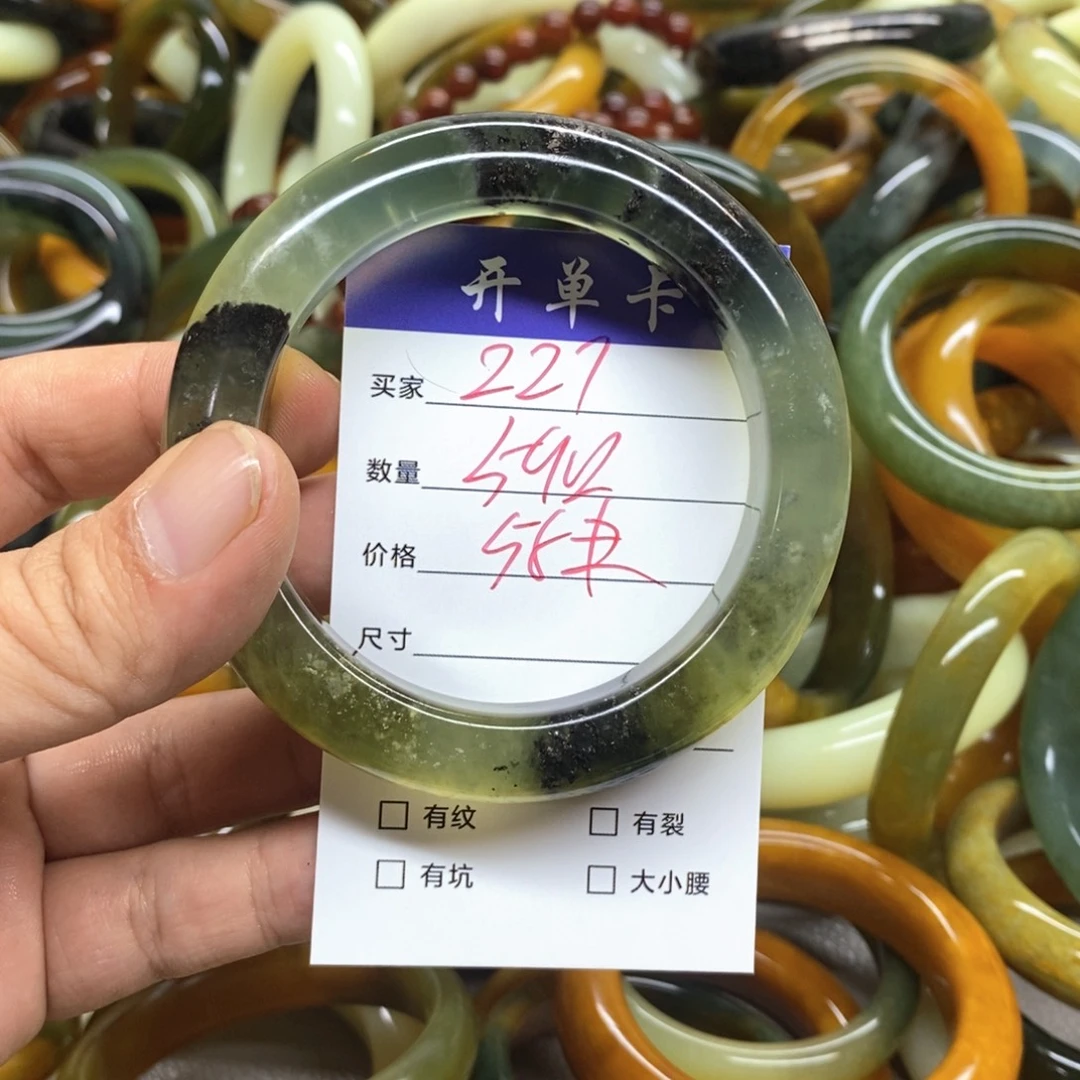 开单卡
买家 227
数量
价格 58
尺寸
有纹 有裂
有坑 大小腰